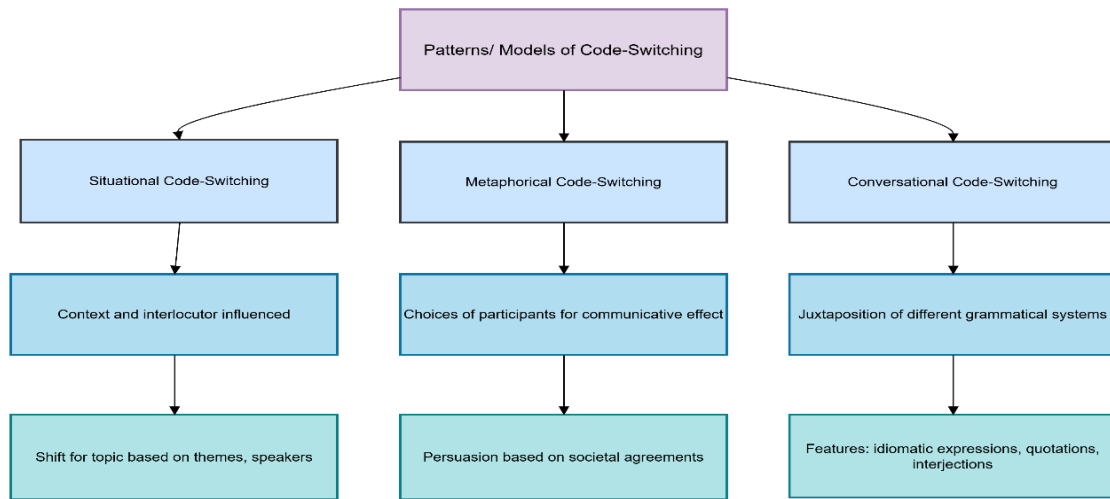 Patterns/ Models of Code-Switching
Situational Code-Switching
Metaphorical Code-Switching
Conversational Code-Switching
Context and interlocutor influenced
Choices of participants for communicative effect
Juxtaposition of different grammatical systems
Shift for topic based on themes, speakers
Persuasion based on societal agreements
Features: idiomatic expressions, quotations,
interjections